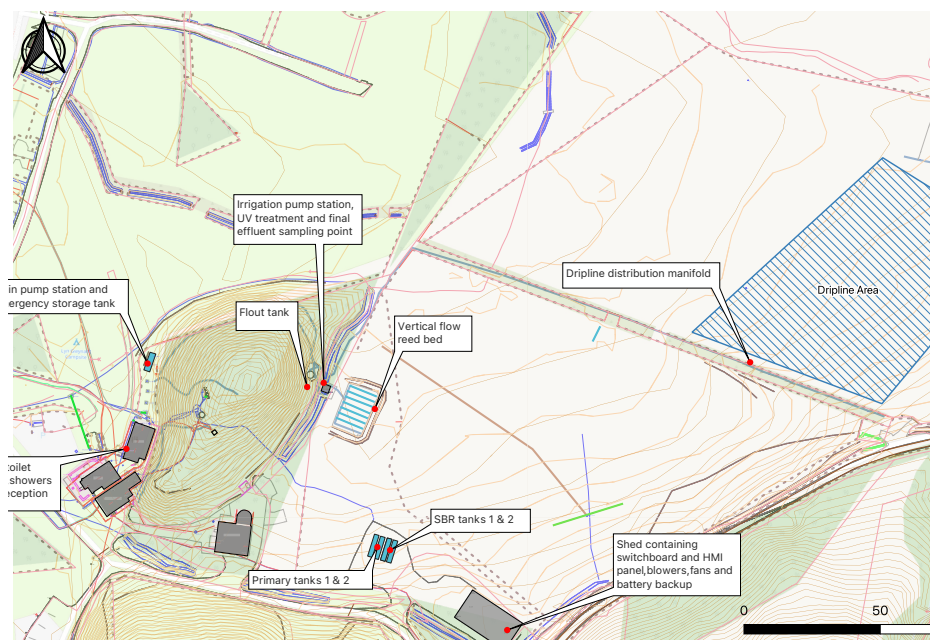 Irrigation pump station,
UV treatment and final
effluent sampling point
in pump station and
ergency storage tank
Flout tank
Dripline distribution manifold
Dripline Area
Vertical flow
reed bed
toilet
showers
eception
SBR tanks 1 & 2
Primary tanks 1 & 2
Shed containing
switchboard and HMI
panel,blowers,fans and
battery backup
0 50